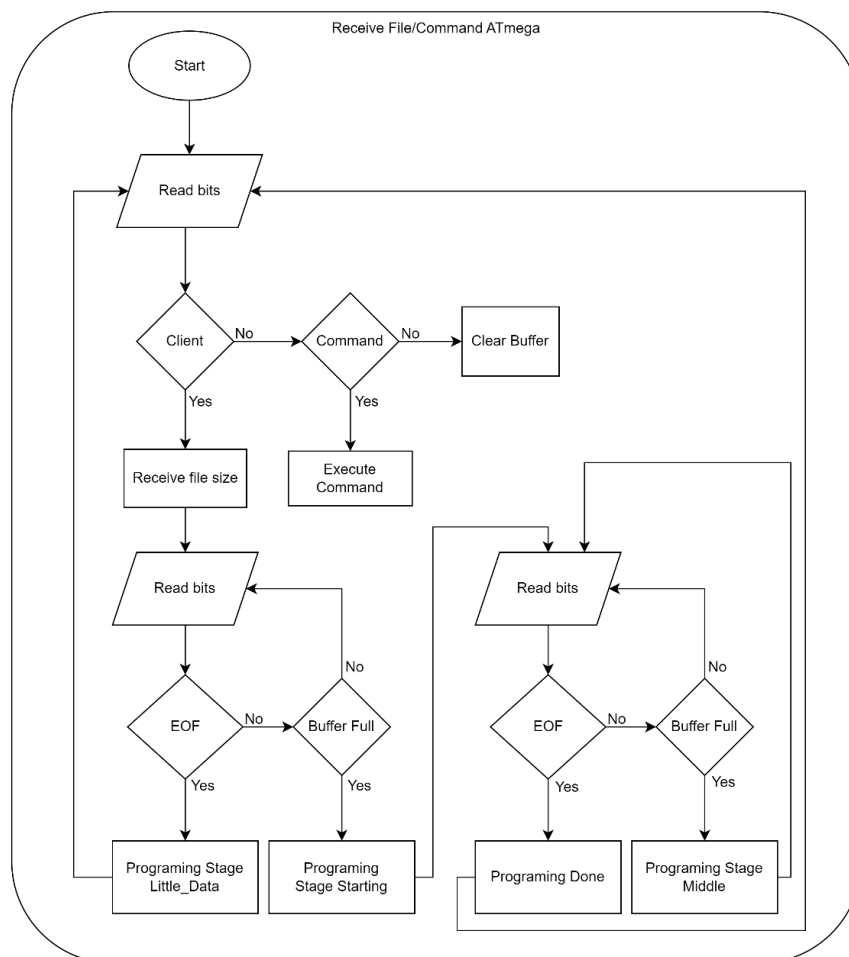 Receive File/Command ATmega
Start
Read bits
Client
No
Command
No
Clear Buffer
Yes
Yes
Receive file size
Execute
Command
Read bits
Read bits
No
No
EOF
No
Buffer Full
EOF
No
Buffer Full
Yes
Yes
Yes
Yes
Programing Stage
Little_Data
Programing
Stage Starting
Programing Done
Programing Stage
Middle